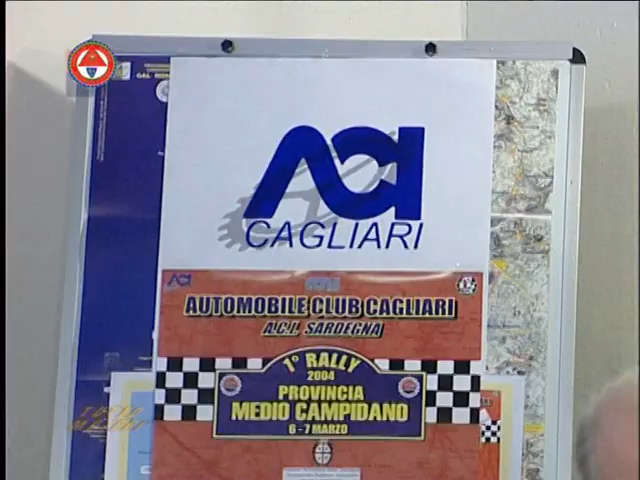 ACI
CAGLIARI
ACI
AUTOMOBILE CLUB CAGLIARI
A.C.I. SARDEGNA
1° RALLY
2004
PROVINCIA
MEDIO CAMPIDANO
6 - 7 MARZO